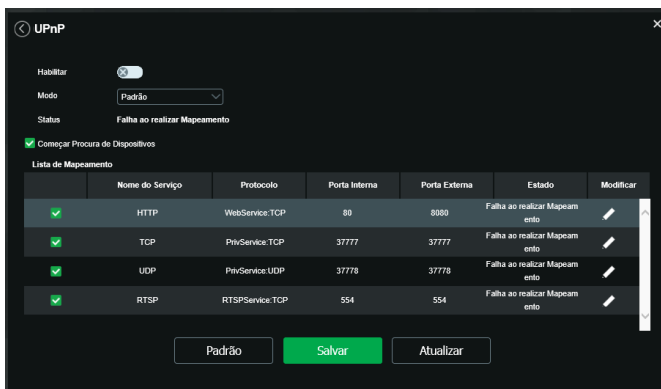 UPnP
Habilitar
Modo Padrão
Status Falha ao realizar Mapeamento
Começar Procura de Dispositivos
Lista de Mapeamento
Nome do Serviço Protocolo Porta Interna Porta Externa Estado Modificar
HTTP WebService:TCP 80 8080 Falha ao realizar Mapeam
ento
TCP PrivService:TCP 37777 37777 Falha ao realizar Mapeam
ento
UDP PrivService:UDP 37778 37778 Falha ao realizar Mapeam
ento
RTSP RTSPService:TCP 554 554 Falha ao realizar Mapeam
ento
Padrão Salvar Atualizar